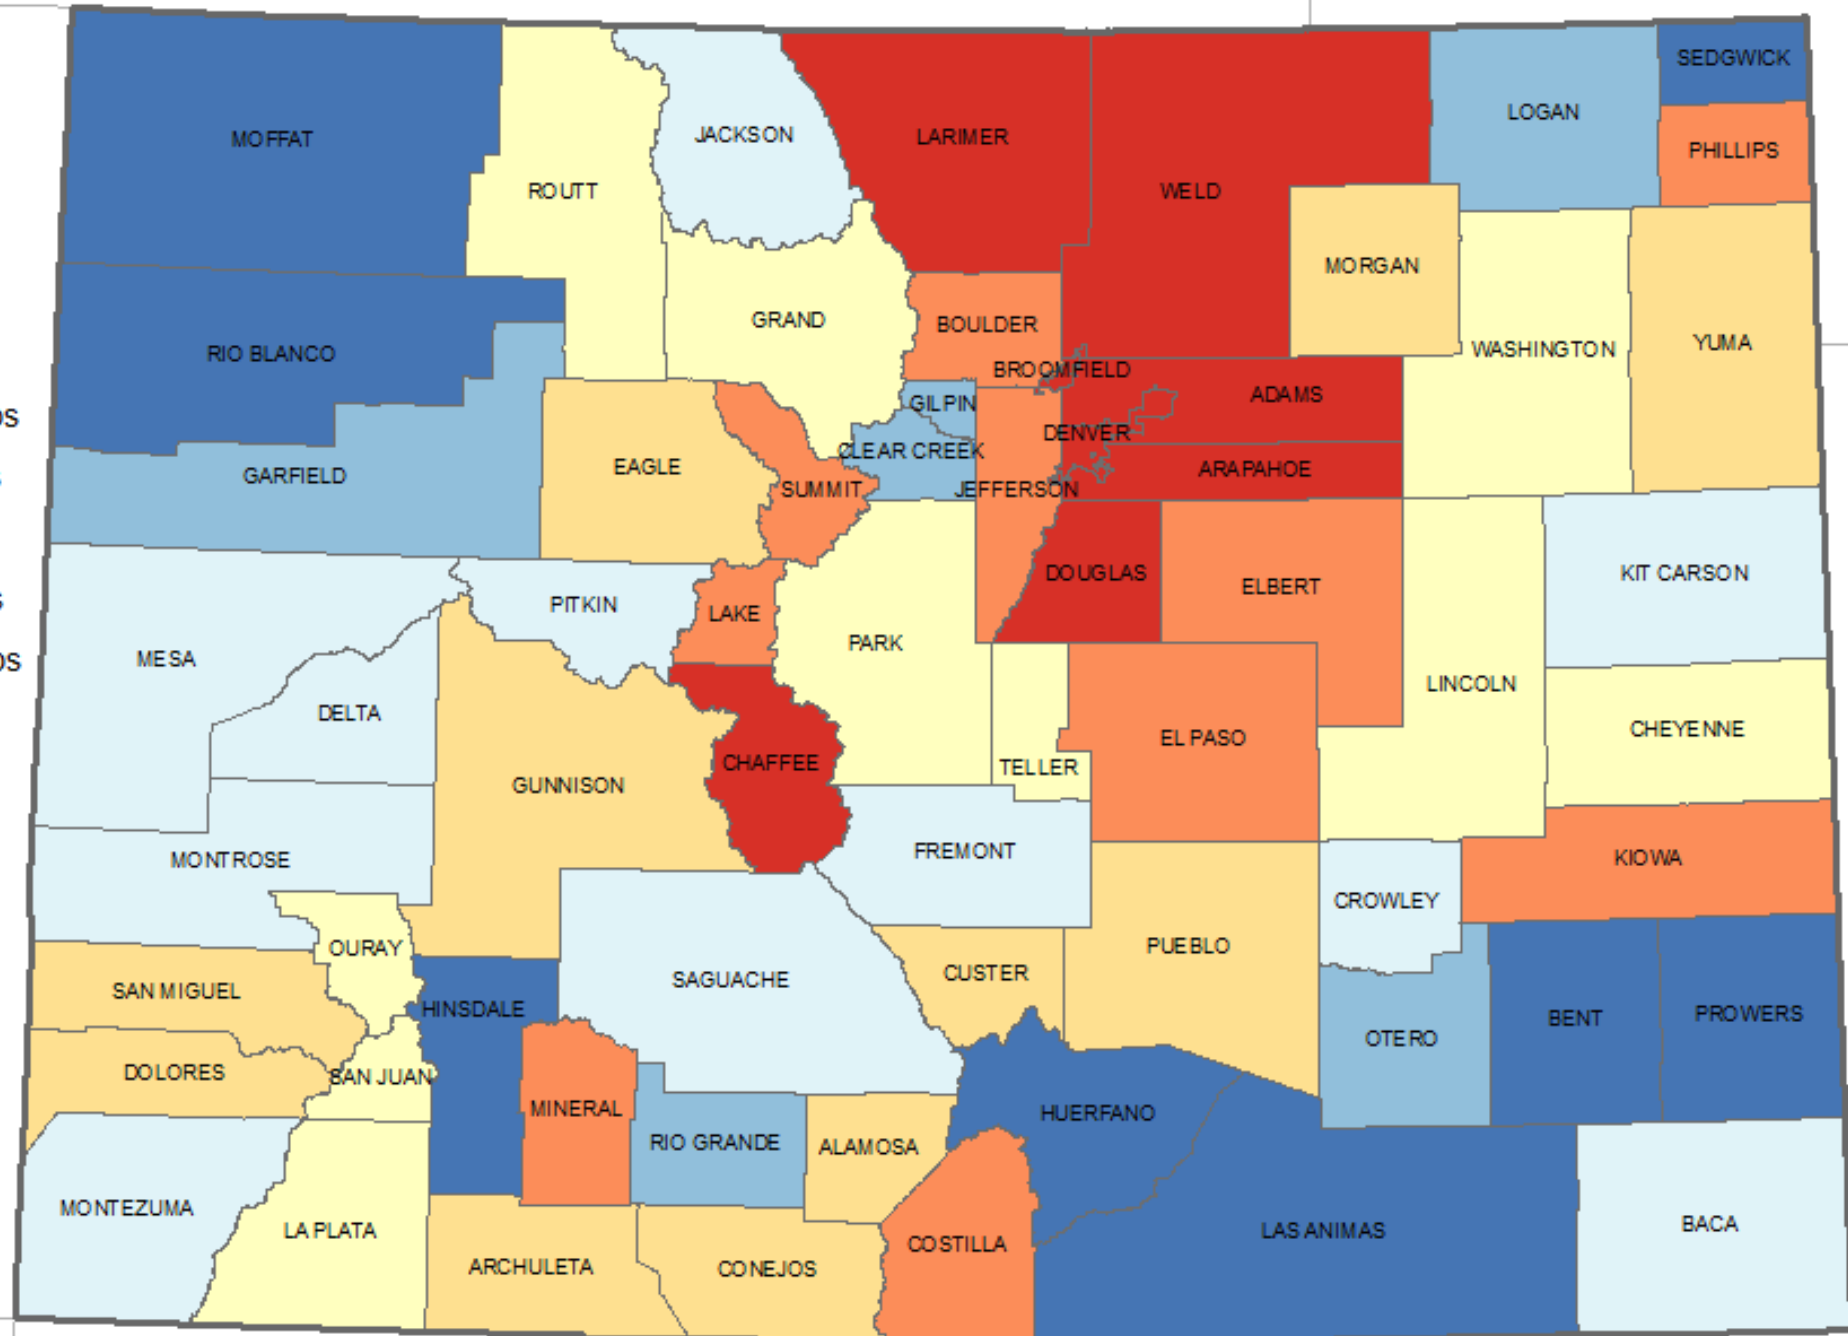 SEDGWICK
LOGAN
MOFFAT
JACKSON
LARIMER
PHILLIPS
ROUTT
WELD
MORGAN
GRAND
BOULDER
YUMA
WASHINGTON
RIO BLANCO
BROOMFIELD
ADAMS
GILPIN
os
DENVER
CLEAR CREEK
EAGLE
ARAPAHOE
GARFIELD
s
SUMMIT
JEFFERSON
DOUGLAS
KIT CARSON
ELBERT
s
PITKIN
LAKE
PARK
MESA
os
LINCOLN
DELTA
CHEYENNE
EL PASO
CHAFFEE
TELLER
GUNNISON
FREMONT
KIOWA
MONTROSE
CROWLEY
PUEBLO
OURAY
CUSTER
SAGUACHE
SAN MIGUEL
HINSDALE
PROWERS
BENT
OTERO
DOLORES
SAN JUAN
MINERAL
HUERFANO
RIO GRANDE
ALAMOSA
MONTEZUMA
BACA
LA PLATA
LAS ANIMAS
COSTILLA
ARCHULETA
CONEJOS